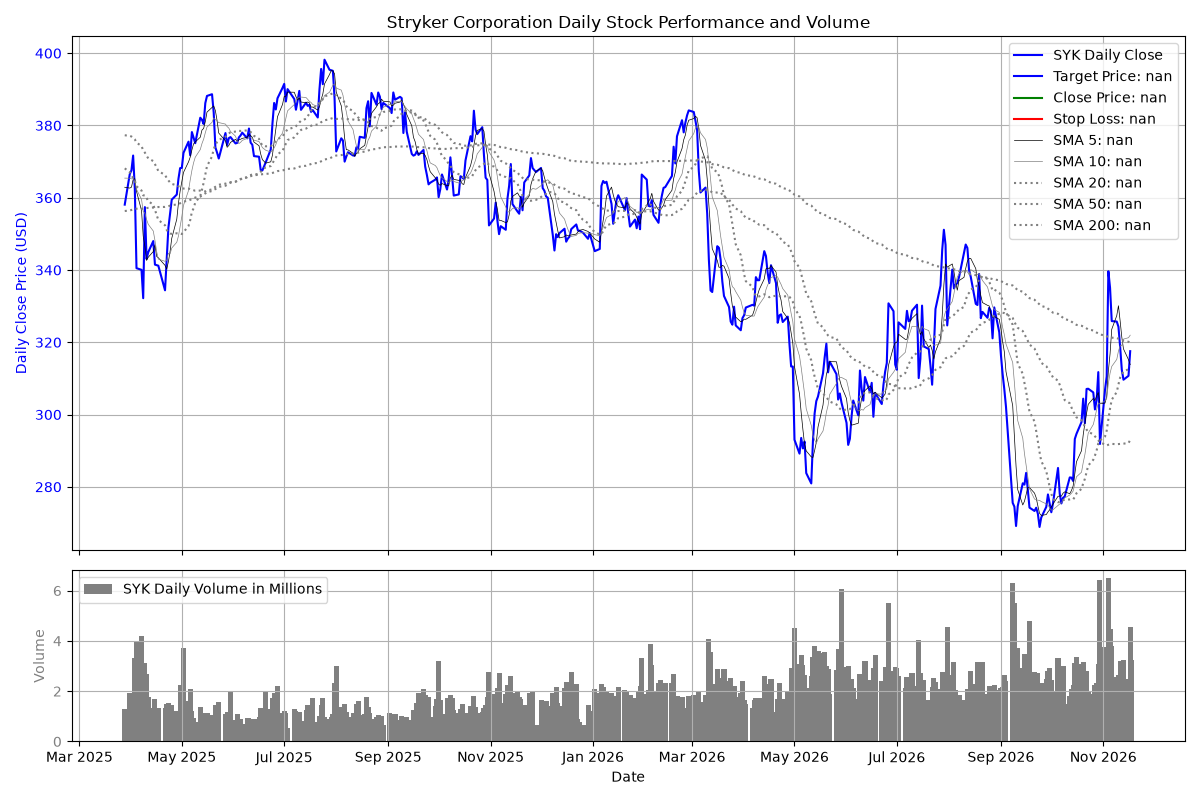 Stryker Corporation Daily Stock Performance and Volume
Daily Close Price (USD)
400
380
360
340
320
300
280
SYK Daily Close
Target Price: nan
Close Price: nan
Stop Loss: nan
SMA 5: nan
SMA 10: nan
SMA 20: nan
SMA 50: nan
SMA 200: nan
Volume
6
4
2
0
SYK Daily Volume in Millions
Mar 2025 May 2025 Jul 2025 Sep 2025 Nov 2025 Jan 2026 Mar 2026 May 2026 Jul 2026 Sep 2026 Nov 2026
Date